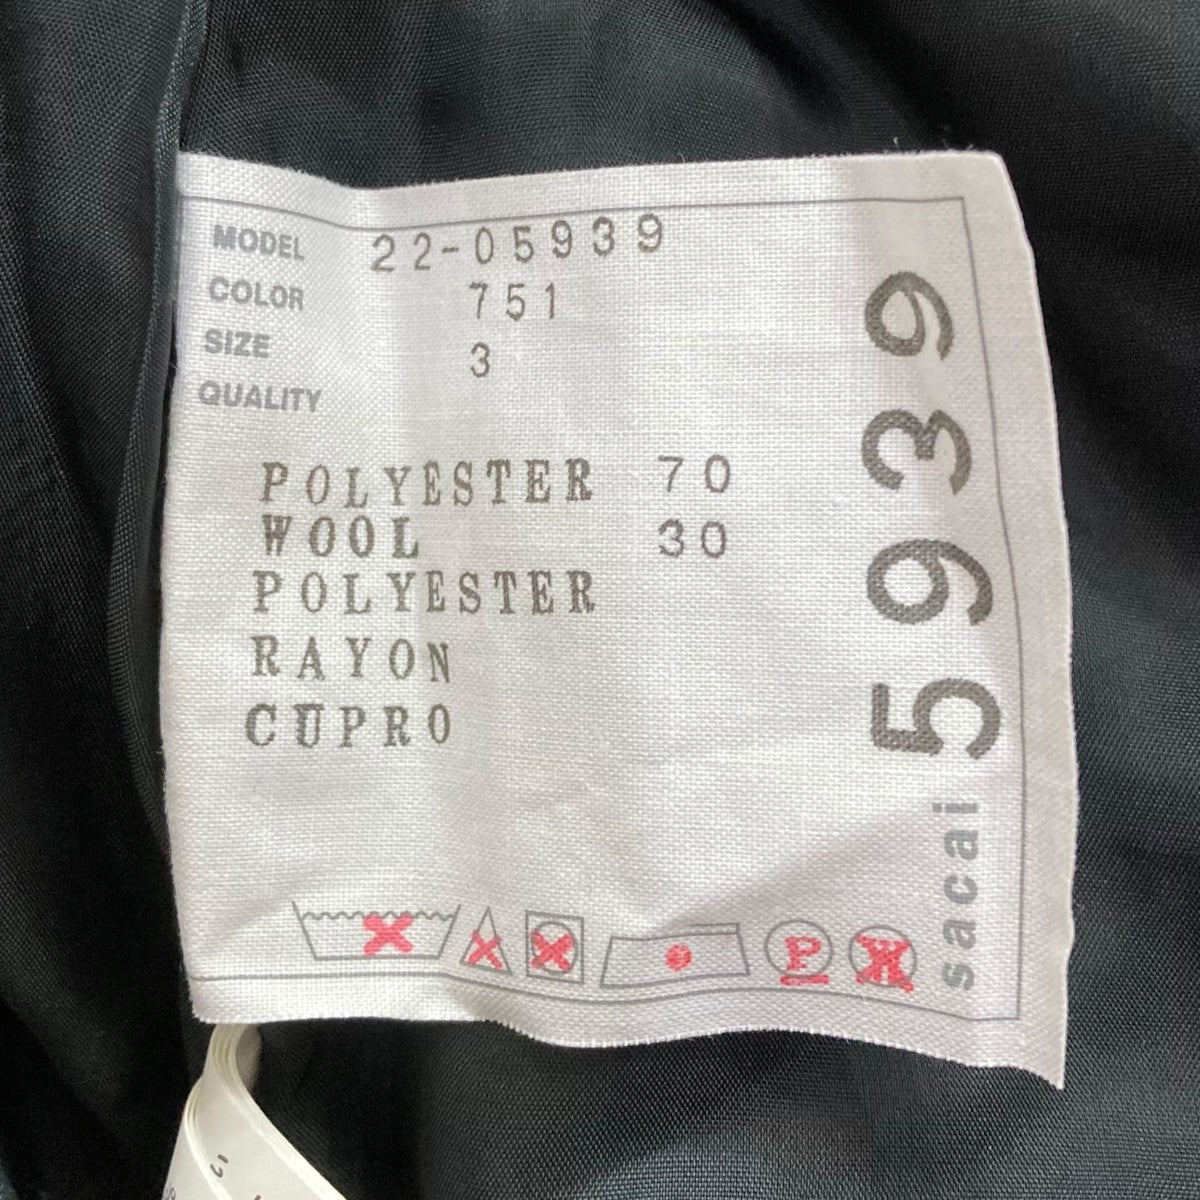 MODEL 22-05939
COLOR 751
SIZE 3
QUALITY
POLYESTER 70
WOOL 30
POLYESTER
RAYON
CUPRO
P
W
sacai 5939